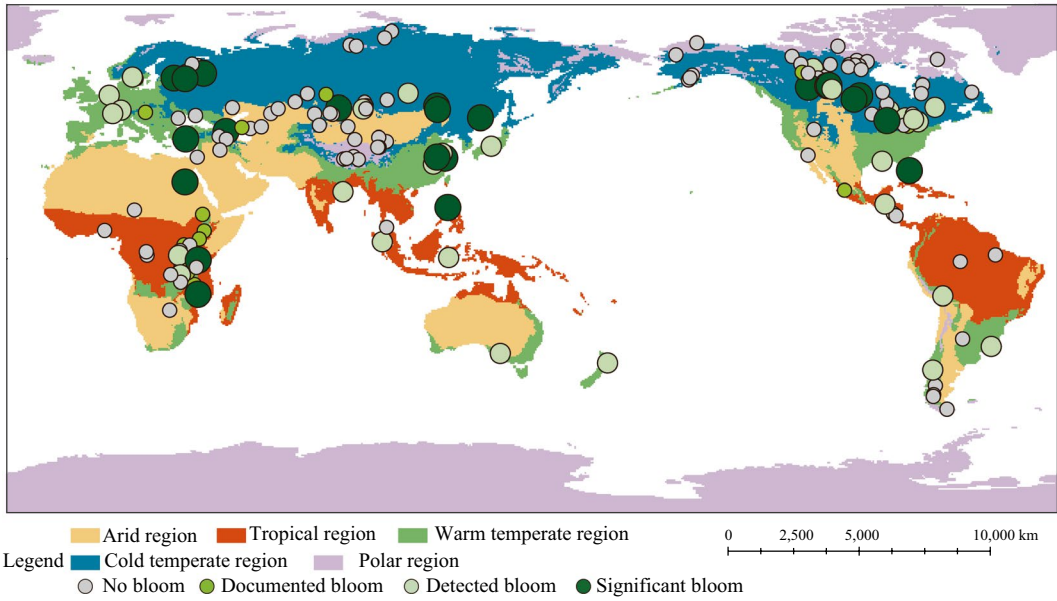 Arid region Tropical region Warm temperate region
Legend Cold temperate region Polar region
No bloom Documented bloom Detected bloom Significant bloom
0 2,500 5,000 10,000 km